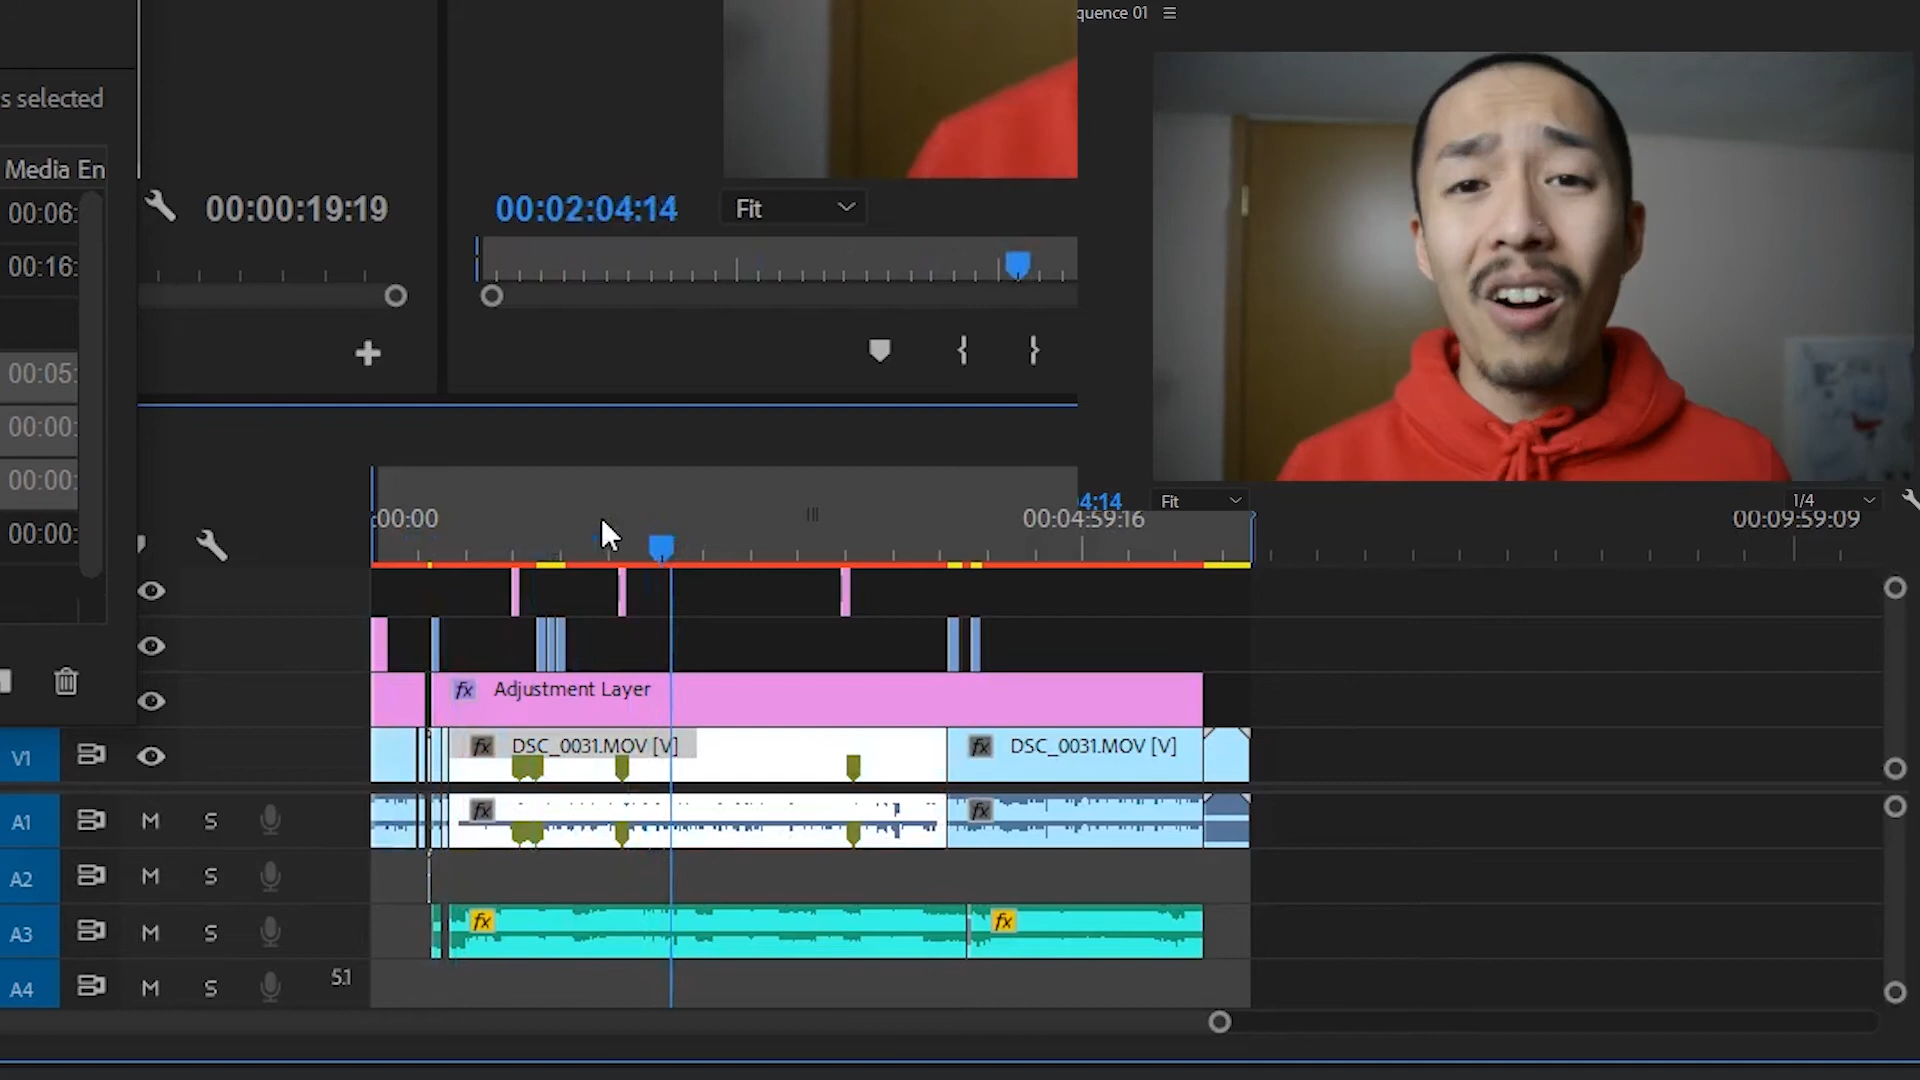 quence 01
s selected
Media En
00:06:
00:16:
00:05:
00:00:
00:00:
00:00:
00:00:19:19
00:02:04:14
Fit
4:14
Fit
1/4
:00:00
00:04:59:16
00:09:59:09
fx Adjustment Layer
V1
fx DSC_0031.MOV [V]
fx DSC_0031.MOV [V]
A1 M S
fx
fx
A2 M S
A3 M S
fx
fx
A4 M S 5.1